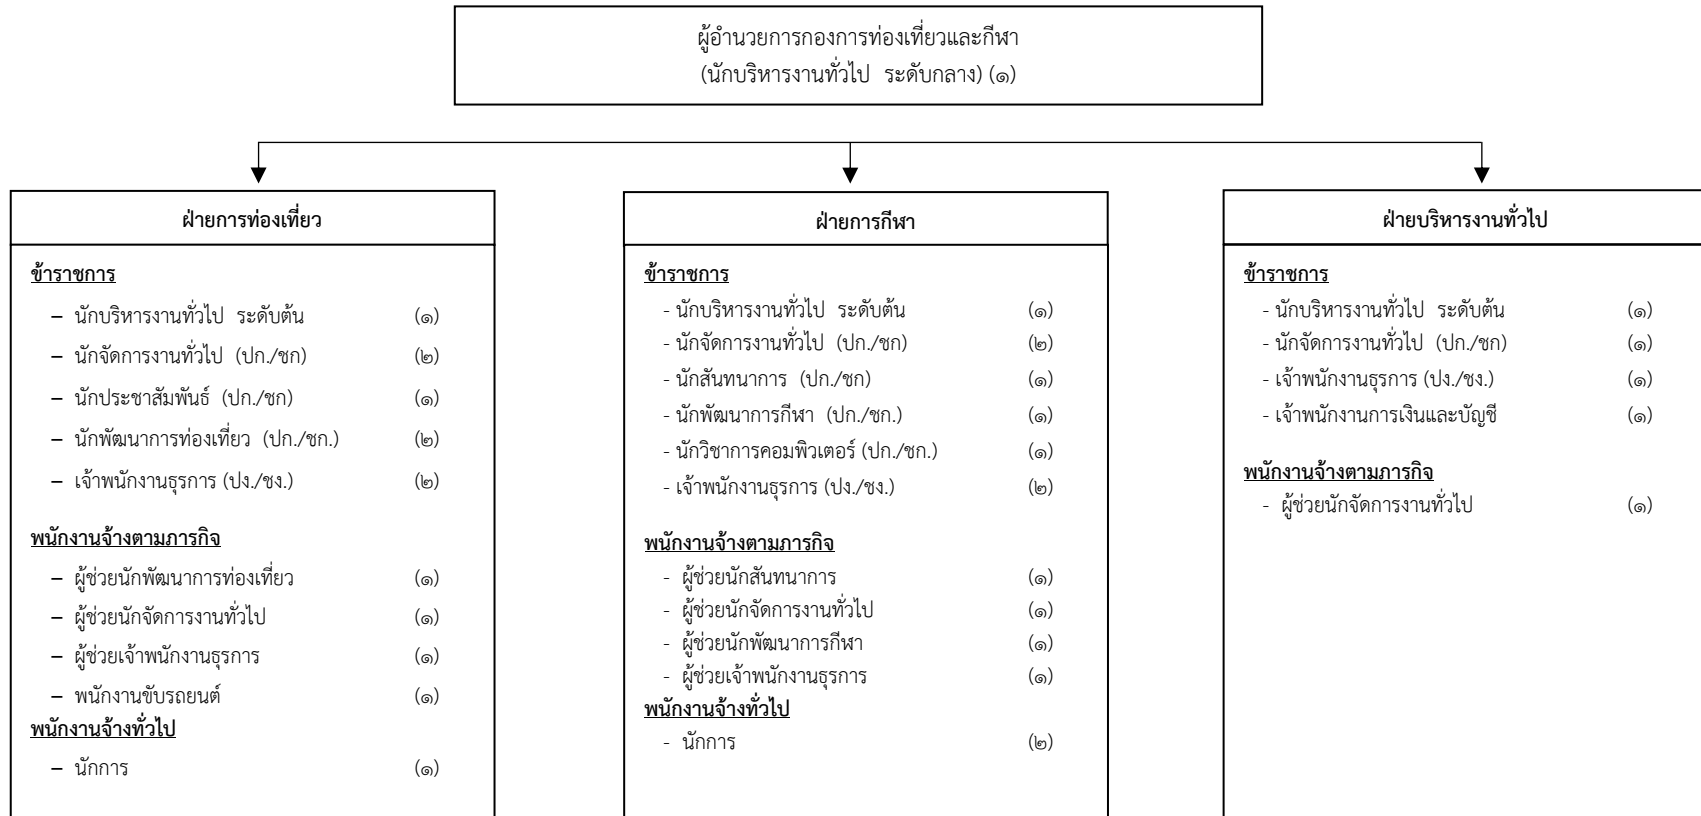 ผู้อำนวยการกองการท่องเที่ยวและกีฬา
(นักบริหารงานทั่วไป ระดับกลาง) (๑)
ฝ่ายการท่องเที่ยว
ข้าราชการ
– นักบริหารงานทั่วไป ระดับต้น (๑)
– นักจัดการงานทั่วไป (ปก./ชก) (๒)
– นักประชาสัมพันธ์ (ปก./ชก) (๑)
– นักพัฒนาการท่องเที่ยว (ปก./ชก.) (๒)
– เจ้าพนักงานธุรการ (ปง./ชง.) (๒)
พนักงานจ้างตามภารกิจ
– ผู้ช่วยนักพัฒนาการท่องเที่ยว (๑)
– ผู้ช่วยนักจัดการงานทั่วไป (๑)
– ผู้ช่วยเจ้าพนักงานธุรการ (๑)
– พนักงานขับรถยนต์ (๑)
พนักงานจ้างทั่วไป
– นักการ (๑)
ฝ่ายการกีฬา
ข้าราชการ
- นักบริหารงานทั่วไป ระดับต้น (๑)
- นักจัดการงานทั่วไป (ปก./ชก) (๒)
- นักสันทนาการ (ปก./ชก) (๑)
- นักพัฒนาการกีฬา (ปก./ชก.) (๑)
- นักวิชาการคอมพิวเตอร์ (ปก./ชก.) (๑)
- เจ้าพนักงานธุรการ (ปง./ชง.) (๒)
พนักงานจ้างตามภารกิจ
- ผู้ช่วยนักสันทนาการ (๑)
- ผู้ช่วยนักจัดการงานทั่วไป (๑)
- ผู้ช่วยนักพัฒนาการกีฬา (๑)
- ผู้ช่วยเจ้าพนักงานธุรการ (๑)
พนักงานจ้างทั่วไป
- นักการ (๒)
ฝ่ายบริหารงานทั่วไป
ข้าราชการ
- นักบริหารงานทั่วไป ระดับต้น (๑)
- นักจัดการงานทั่วไป (ปก./ชก) (๑)
- เจ้าพนักงานธุรการ (ปง./ชง.) (๑)
- เจ้าพนักงานการเงินและบัญชี (๑)
พนักงานจ้างตามภารกิจ
- ผู้ช่วยนักจัดการงานทั่วไป (๑)